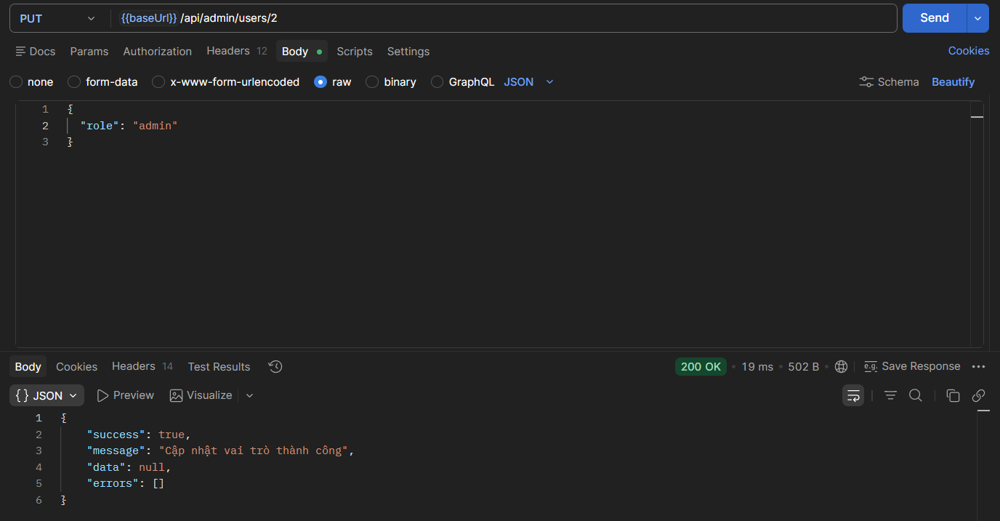 PUT {{baseUrl}}/api/admin/users/2 Send
Docs Params Authorization Headers 12 Body Scripts Settings Cookies
none form-data x-www-form-urlencoded raw binary GraphQL JSON Schema Beautify
1 {
2 "role": "admin"
3 }
Body Cookies Headers 14 Test Results 200 OK • 19 ms • 502 B • e.g. Save Response
{} JSON Preview Visualize
1 {
2 "success": true,
3 "message": "Cập nhật vai trò thành công",
4 "data": null,
5 "errors": []
6 }